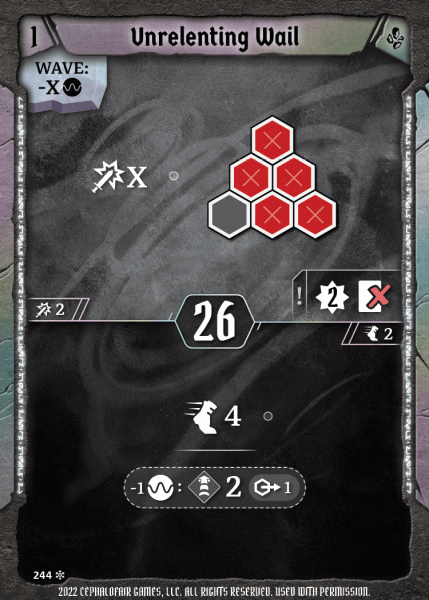 1
Unrelenting Wail
WAVE:
-X
X
! 2
2
26
2
4
-1 : 2 1
244
2022 CEPHALOFAIR GAMES, LLC. ALL RIGHTS RESERVED. USED WITH PERMISSION.